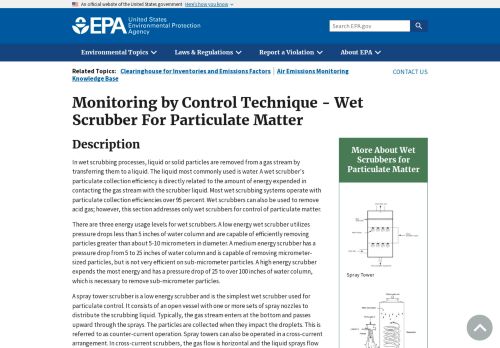 An official website of the United States government Here's how you know
EPA United States Environmental Protection Agency
Search EPA.gov
Environmental Topics
Laws & Regulations
Report a Violation
About EPA
Related Topics: Clearinghouse for Inventories and Emissions Factors | Air Emissions Monitoring
Knowledge Base
CONTACT US
Monitoring by Control Technique - Wet
Scrubber For Particulate Matter
Description
In wet scrubbing processes, liquid or solid particles are removed from a gas stream by
transferring them to a liquid. The liquid most commonly used is water. A wet scrubber's
particulate collection efficiency is directly related to the amount of energy expended in
contacting the gas stream with the scrubber liquid. Most wet scrubbing systems operate with
particulate collection efficiencies over 95 percent. Wet scrubbers can also be used to remove
acid gas; however, this section addresses only wet scrubbers for control of particulate matter.
There are three energy usage levels for wet scrubbers. A low energy wet scrubber utilizes
pressure drops less than 5 inches of water column and are capable of efficiently removing
particles greater than about 5-10 micrometers in diameter. A medium energy scrubber has a
pressure drop from 5 to 25 inches of water column and is capable of removing micrometer-
sized particles, but is not very efficient on sub-micrometer particles. A high energy scrubber
expends the most energy and has a pressure drop of 25 to over 100 inches of water column,
which is necessary to remove sub-micrometer particles.
A spray tower scrubber is a low energy scrubber and is the simplest wet scrubber used for
particulate control. It consists of an open vessel with one or more sets of spray nozzles to
distribute the scrubbing liquid. Typically, the gas stream enters at the bottom and passes
upward through the sprays. The particles are collected when they impact the droplets. This is
referred to as counter-current operation. Spray towers can also be operated in a cross-current
arrangement. In cross-current scrubbers, the gas flow is horizontal and the liquid sprays flow
More About Wet
Scrubbers for
Particulate Matter
Spray Tower